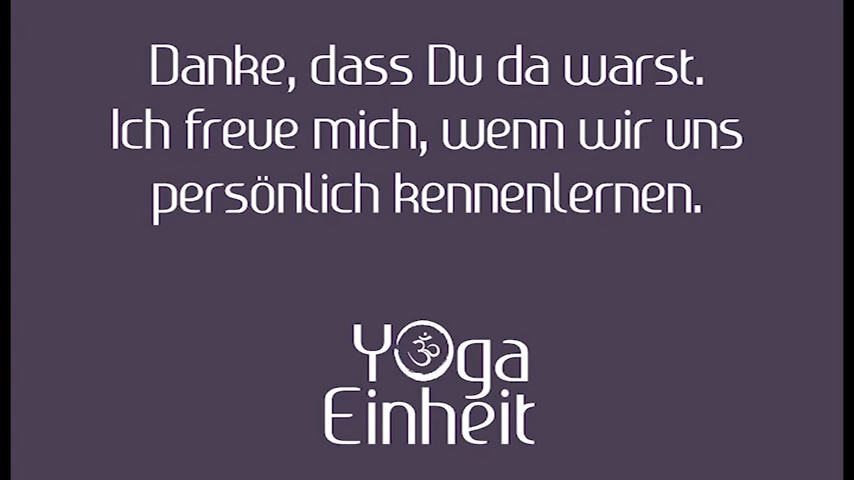 Danke, dass Du da warst.
Ich freue mich, wenn wir uns
persönlich kennenlernen.
Yoga
Einheit